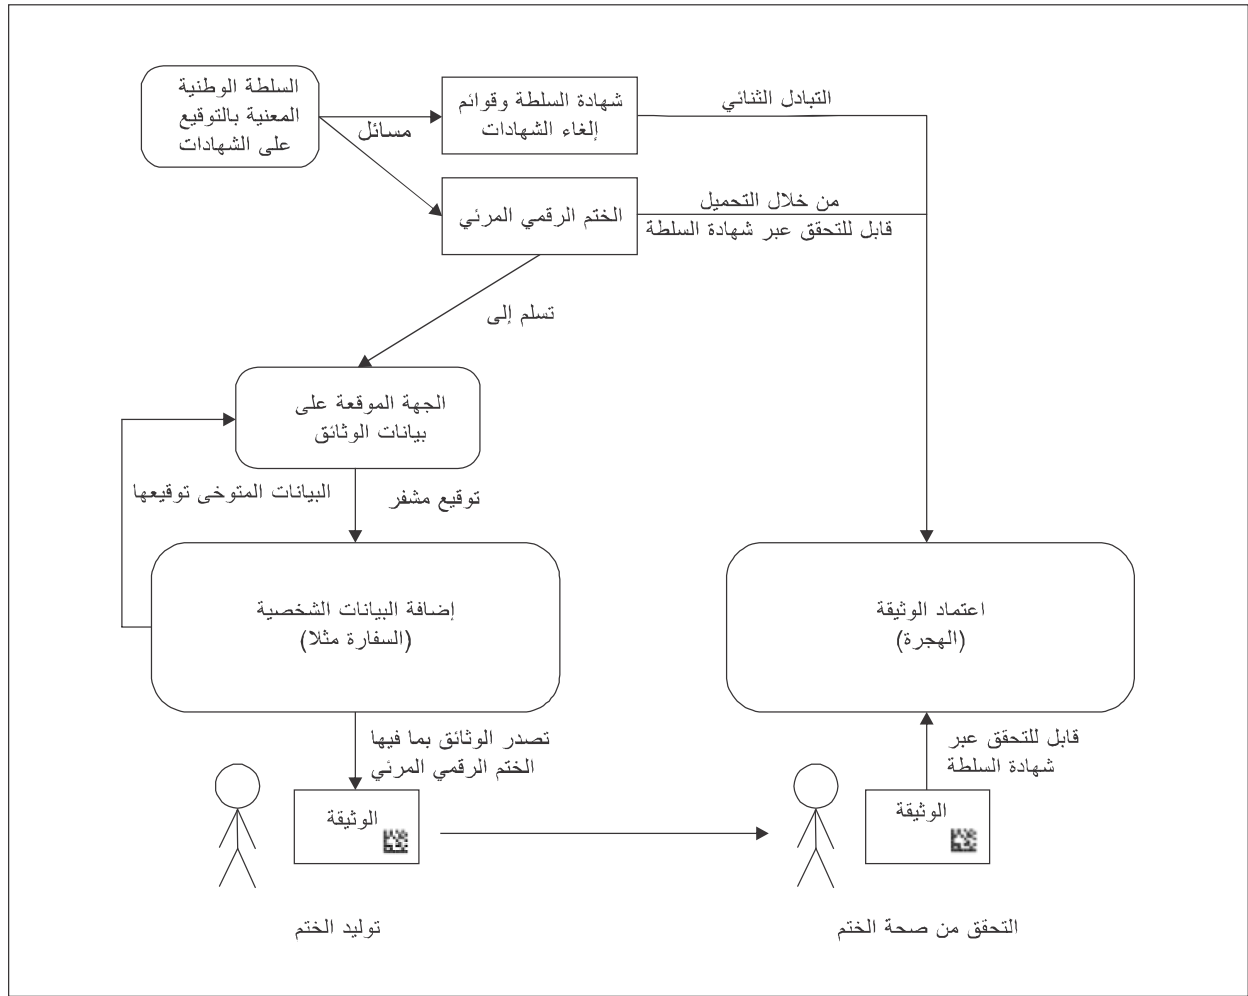 السلطة الوطنية
المعنية بالتوقيع
على الشهادات
مسائل
شهادة السلطة وقوائم
إلغاء الشهادات
التبادل الثنائي
الختم الرقمي المرئي
من خلال التحميل
قابل للتحقق عبر شهادة السلطة
تسلم إلى
الجهة الموقعة على
بيانات الوثائق
البيانات المتوخى توقيعها
توقيع مشفر
إضافة البيانات الشخصية
(السفارة مثلا)
اعتماد الوثيقة
(الهجرة)
تصدر الوثائق بما فيها
الختم الرقمي المرئي
قابل للتحقق عبر
شهادة السلطة
الوثيقة
الوثيقة
توليد الختم
التحقق من صحة الختم